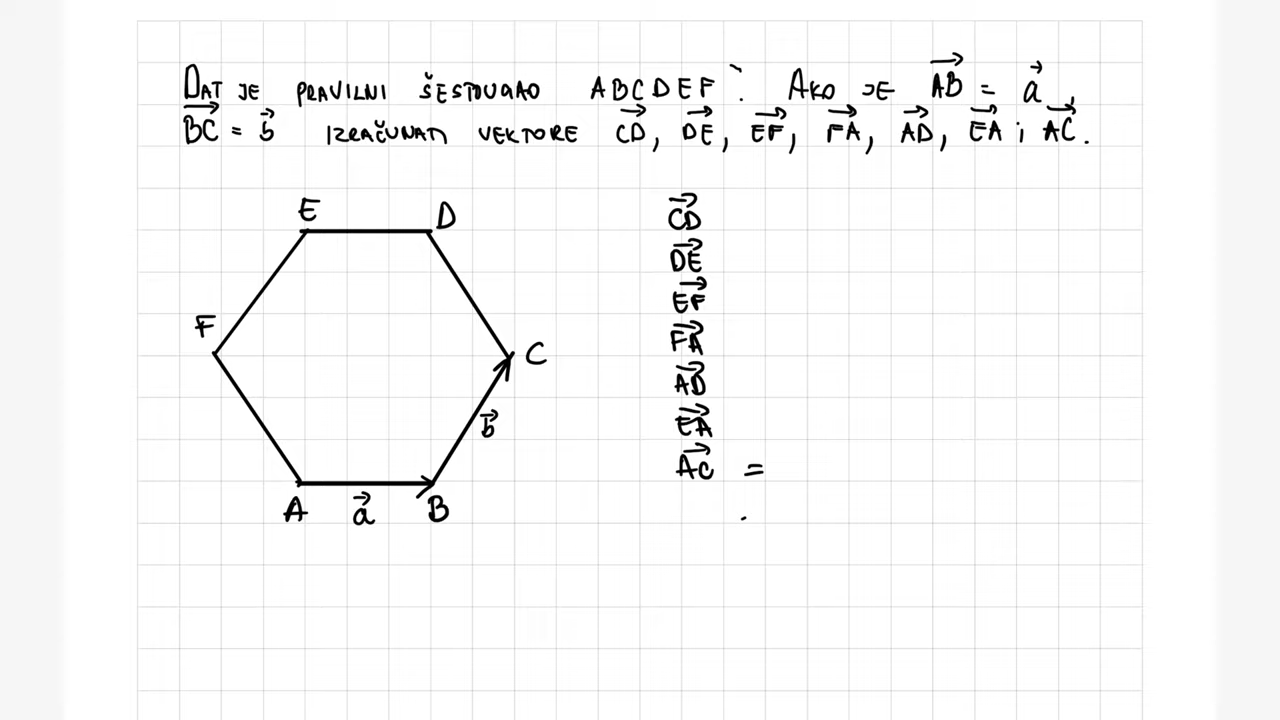 DAT JE PRAVILNI ŠESTOUGAO ABCDEF. AKO JE AB⃗ = a⃗,
BC⃗ = b⃗ IZRAČUNATI VEKTORE CD⃗, DE⃗, EF⃗, FA⃗, AD⃗, EA⃗ i AC⃗.
E D
CD⃗
DE⃗
EF⃗
F
FA⃗
C
AD⃗
b⃗
EA⃗
AC⃗ =
A a⃗ B